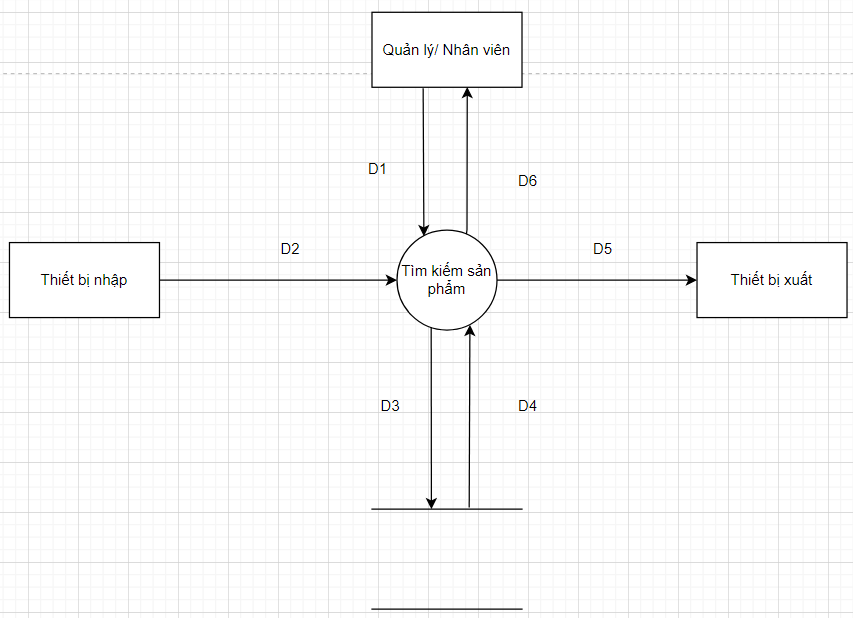 Quản lý/ Nhân viên
D1
D6
D2
D5
Thiết bị nhập
Tìm kiếm sản
phẩm
Thiết bị xuất
D3
D4